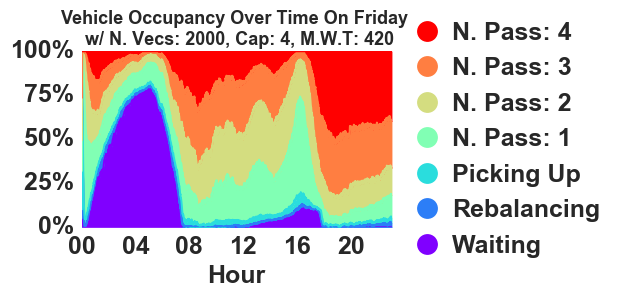 Vehicle Occupancy Over Time On Friday
w/ N. Vecs: 2000, Cap: 4, M.W.T: 420
100%
75%
50%
25%
0%
00 04 08 12 16 20
Hour
N. Pass: 4
N. Pass: 3
N. Pass: 2
N. Pass: 1
Picking Up
Rebalancing
Waiting